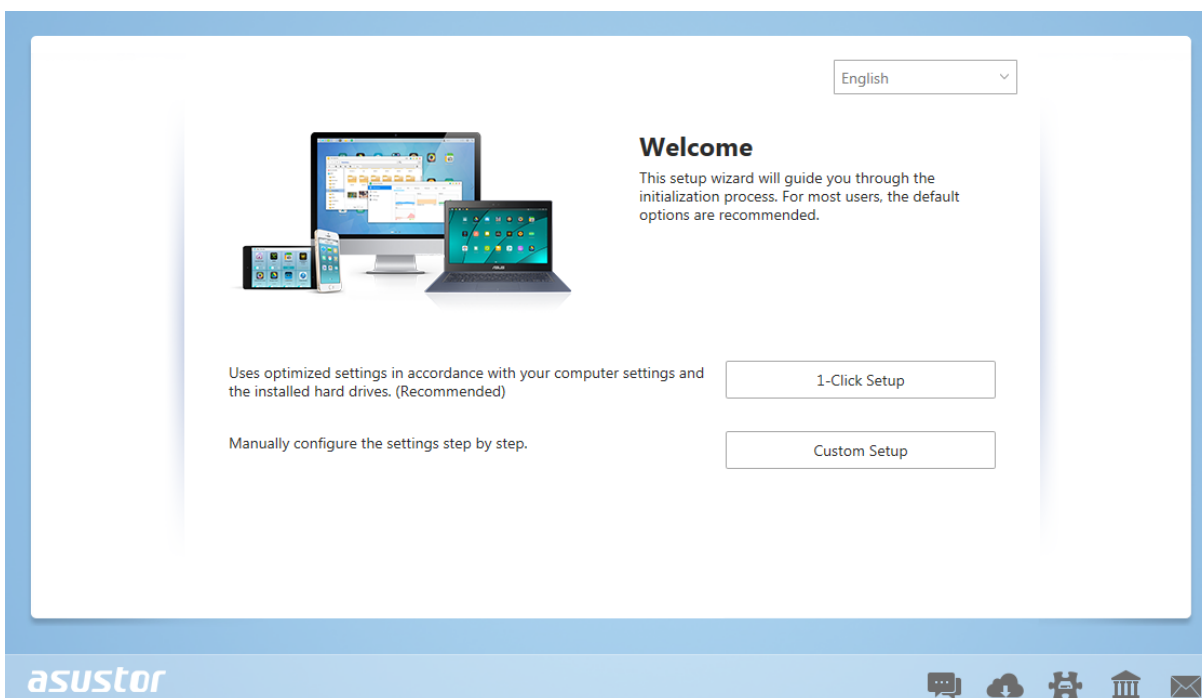 English
Welcome
This setup wizard will guide you through the
initialization process. For most users, the default
options are recommended.
Uses optimized settings in accordance with your computer settings and
the installed hard drives. (Recommended)
1-Click Setup
Manually configure the settings step by step.
Custom Setup
asustor